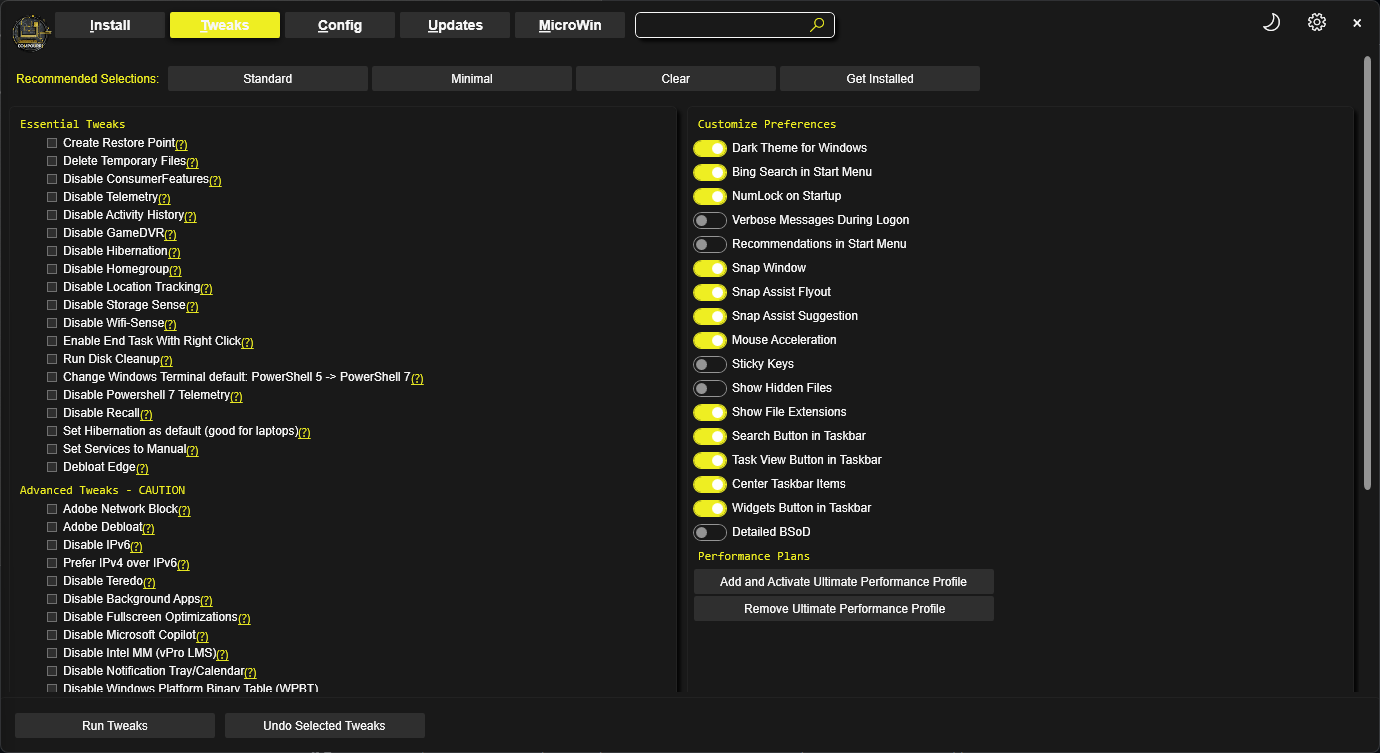 Install
Tweaks
Config
Updates
MicroWin
Recommended Selections:
Standard
Minimal
Clear
Get Installed
Essential Tweaks
Create Restore Point(?)
Delete Temporary Files(?)
Disable ConsumerFeatures(?)
Disable Telemetry(?)
Disable Activity History(?)
Disable GameDVR(?)
Disable Hibernation(?)
Disable Homegroup(?)
Disable Location Tracking(?)
Disable Storage Sense(?)
Disable Wifi-Sense(?)
Enable End Task With Right Click(?)
Run Disk Cleanup(?)
Change Windows Terminal default: PowerShell 5 -> PowerShell 7(?)
Disable Powershell 7 Telemetry(?)
Disable Recall(?)
Set Hibernation as default (good for laptops)(?)
Set Services to Manual(?)
Debloat Edge(?)
Advanced Tweaks - CAUTION
Adobe Network Block(?)
Adobe Debloat(?)
Disable IPv6(?)
Prefer IPv4 over IPv6(?)
Disable Teredo(?)
Disable Background Apps(?)
Disable Fullscreen Optimizations(?)
Disable Microsoft Copilot(?)
Disable Intel MM (vPro LMS)(?)
Disable Notification Tray/Calendar(?)
Disable Windows Platform Binary Table (WPBT)
Customize Preferences
Dark Theme for Windows
Bing Search in Start Menu
NumLock on Startup
Verbose Messages During Logon
Recommendations in Start Menu
Snap Window
Snap Assist Flyout
Snap Assist Suggestion
Mouse Acceleration
Sticky Keys
Show Hidden Files
Show File Extensions
Search Button in Taskbar
Task View Button in Taskbar
Center Taskbar Items
Widgets Button in Taskbar
Detailed BSoD
Performance Plans
Add and Activate Ultimate Performance Profile
Remove Ultimate Performance Profile
Run Tweaks
Undo Selected Tweaks